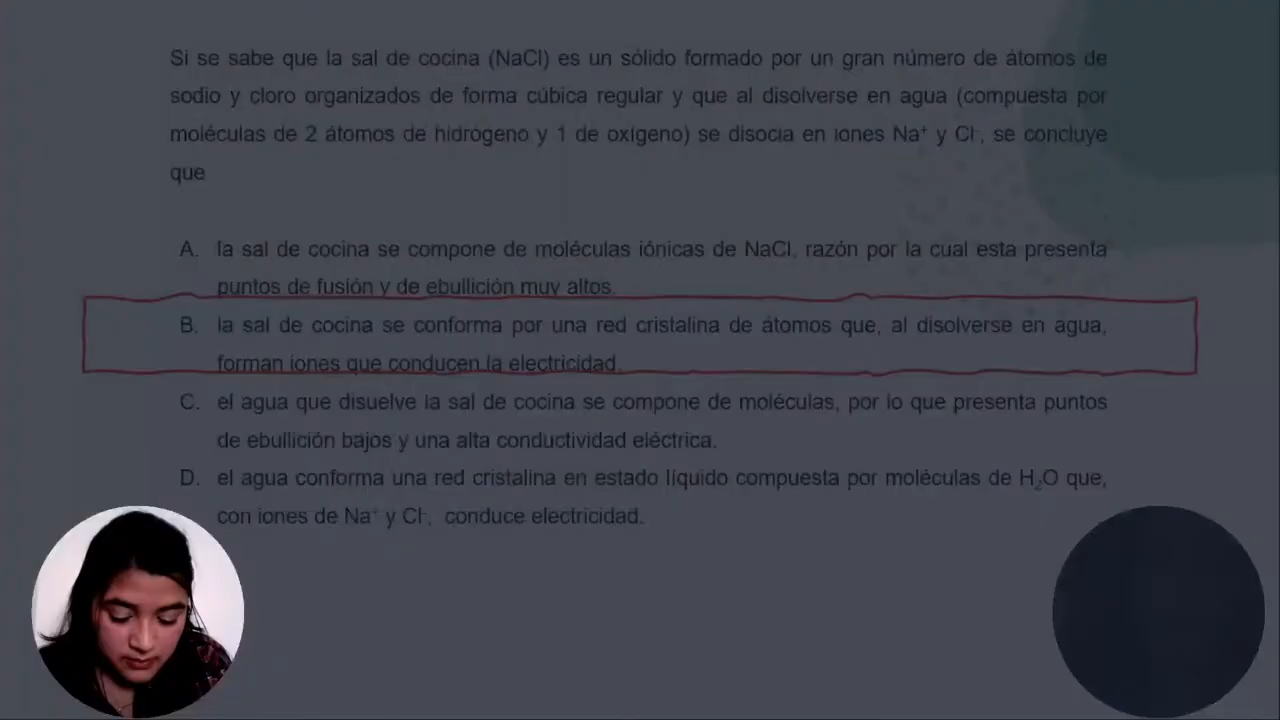 Si se sabe que la sal de cocina (NaCl) es un sólido formado por un gran número de átomos de
sodio y cloro organizados de forma cúbica regular y que al disolverse en agua (compuesta por
moléculas de 2 átomos de hidrógeno y 1 de oxígeno) se disocia en iones Na⁺ y Cl⁻, se concluye
que
A. la sal de cocina se compone de moléculas iónicas de NaCl, razón por la cual esta presenta
puntos de fusión y de ebullición muy altos.
B. la sal de cocina se conforma por una red cristalina de átomos que, al disolverse en agua,
forman iones que conducen la electricidad.
C. el agua que disuelve la sal de cocina se compone de moléculas, por lo que presenta puntos
de ebullición bajos y una alta conductividad eléctrica.
D. el agua conforma una red cristalina en estado líquido compuesta por moléculas de H₂O que,
con iones de Na⁺ y Cl⁻, conduce electricidad.